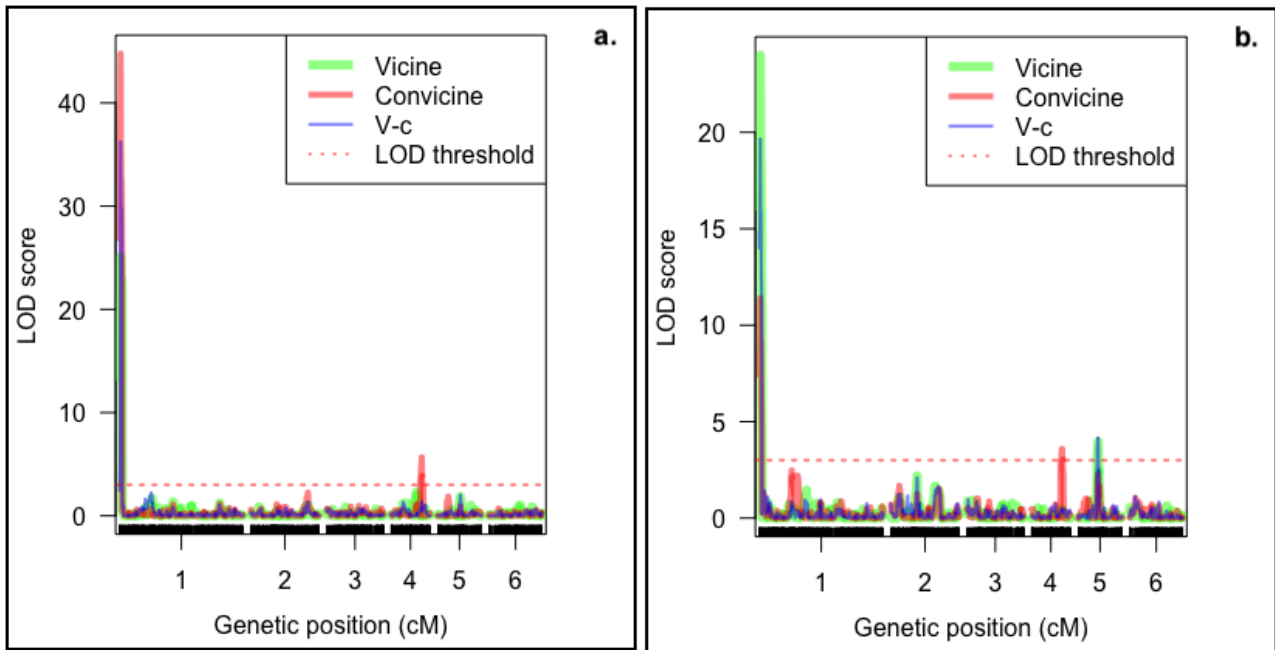 a.
Vicine
Convicine
V-c
LOD threshold
40
30
20
10
0
LOD score
1 2 3 4 5 6
Genetic position (cM)
b.
Vicine
Convicine
V-c
LOD threshold
20
15
10
5
0
LOD score
1 2 3 4 5 6
Genetic position (cM)